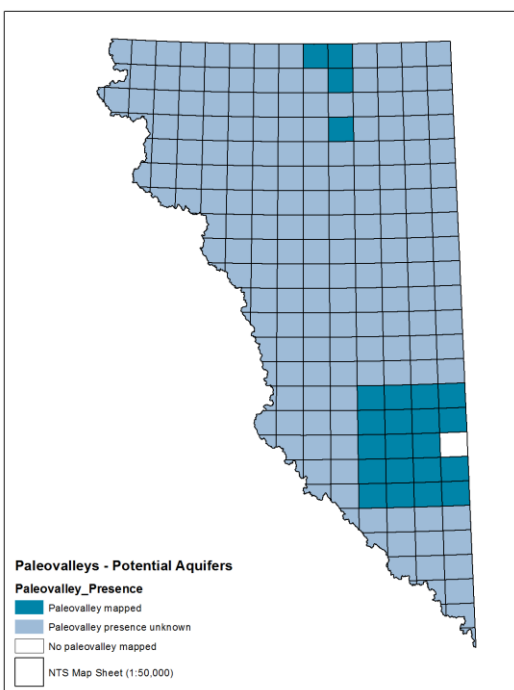 Paleovalleys - Potential Aquifers
Paleovalley_Presence
Paleovalley mapped
Paleovalley presence unknown
No paleovalley mapped
NTS Map Sheet (1:50,000)